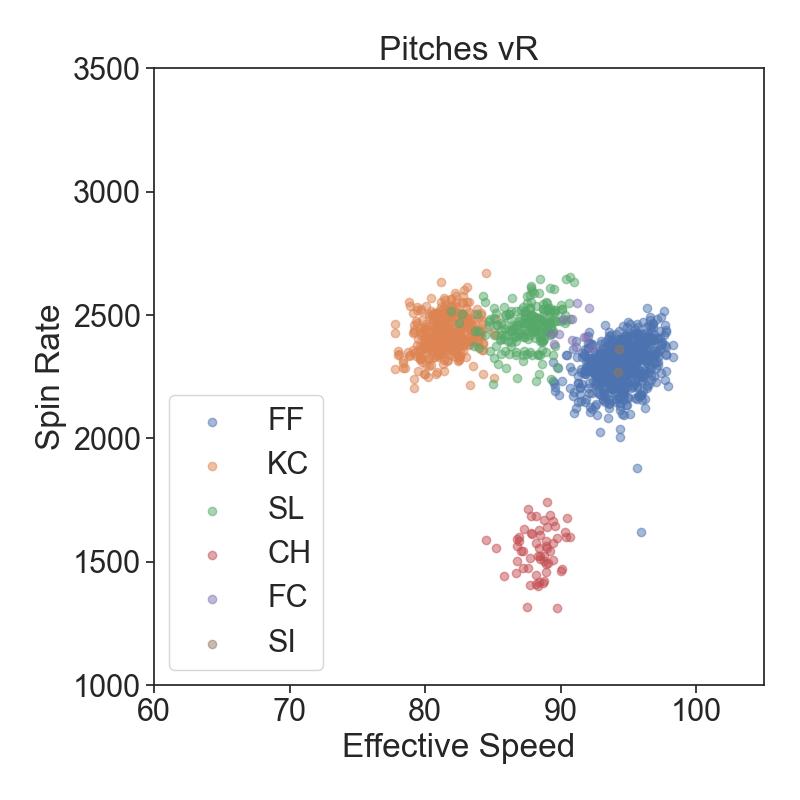 Pitches vR
3500
3000
2500
2000
1500
1000
Spin Rate
FF
KC
SL
CH
FC
SI
60 70 80 90 100
Effective Speed